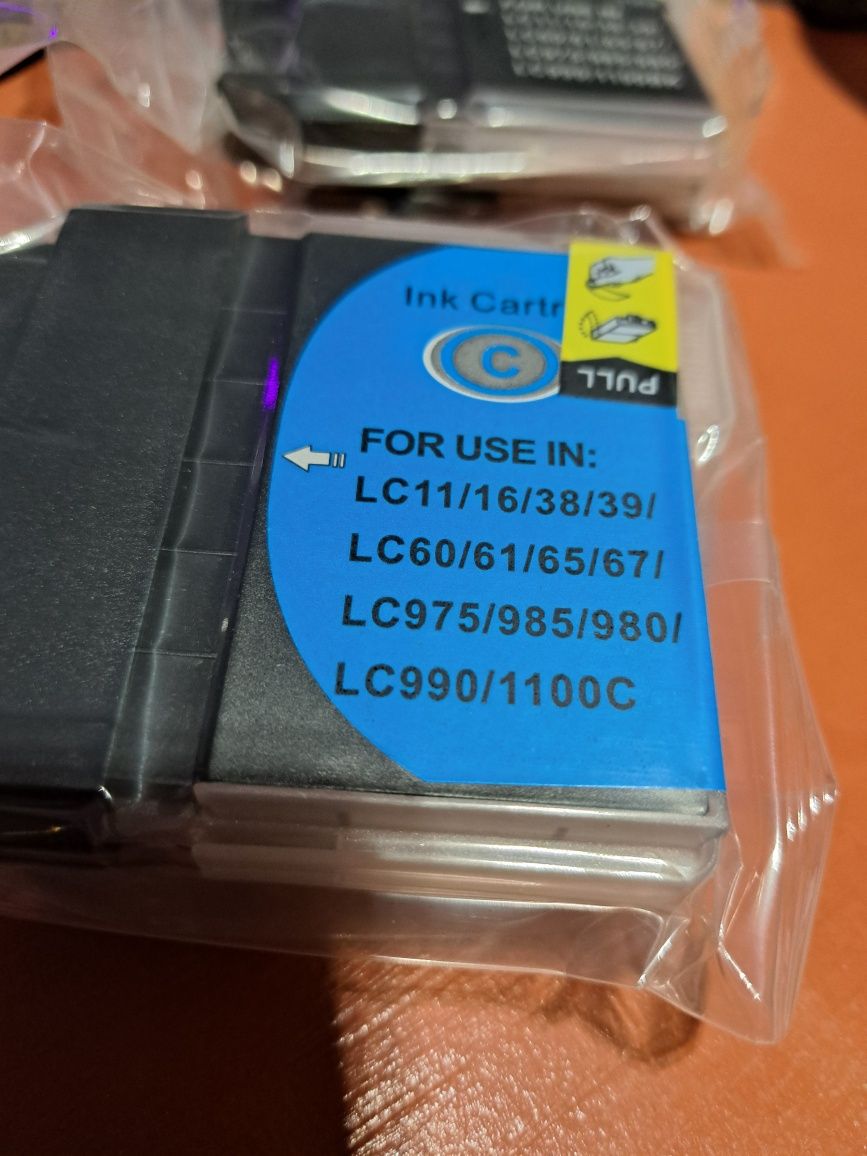 Ink Cartr
C
PULL
FOR USE IN:
LC11/16/38/39/
LC60/61/65/67/
LC975/985/980/
LC990/1100C